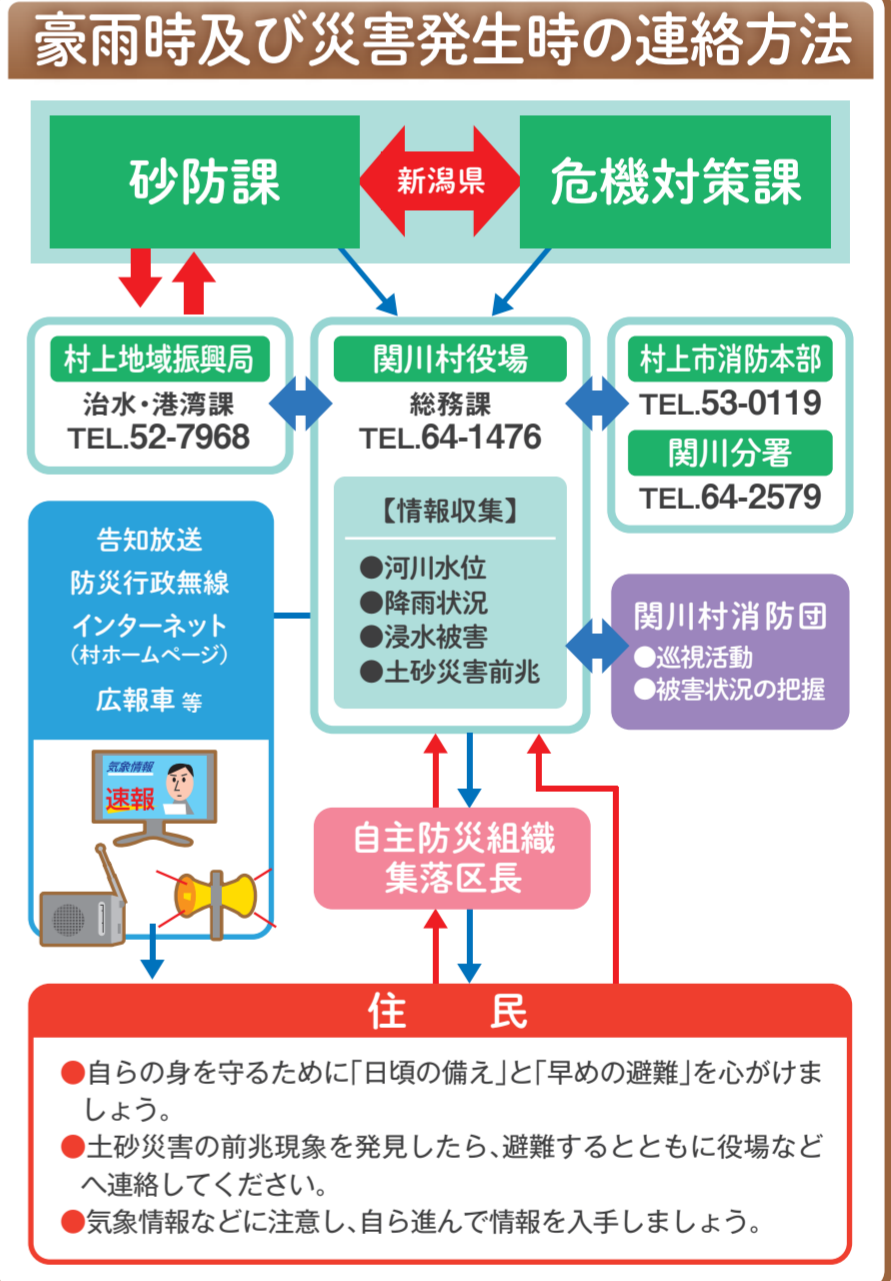 豪雨時及び災害発生時の連絡方法
砂防課
新潟県
危機対策課
村上地域振興局
治水・港湾課
TEL.52-7968
関川村役場
総務課
TEL.64-1476
村上市消防本部
TEL.53-0119
関川分署
TEL.64-2579
【情報収集】
●河川水位
●降雨状況
●浸水被害
●土砂災害前兆
告知放送
防災行政無線
インターネット
（村ホームページ）
広報車 等
関川村消防団
●巡視活動
●被害状況の把握
気象情報
速報
自主防災組織
集落区長
住　民
●自らの身を守るために「日頃の備え」と「早めの避難」を心がけま
しょう。
●土砂災害の前兆現象を発見したら、避難するとともに役場など
へ連絡してください。
●気象情報などに注意し、自ら進んで情報を入手しましょう。